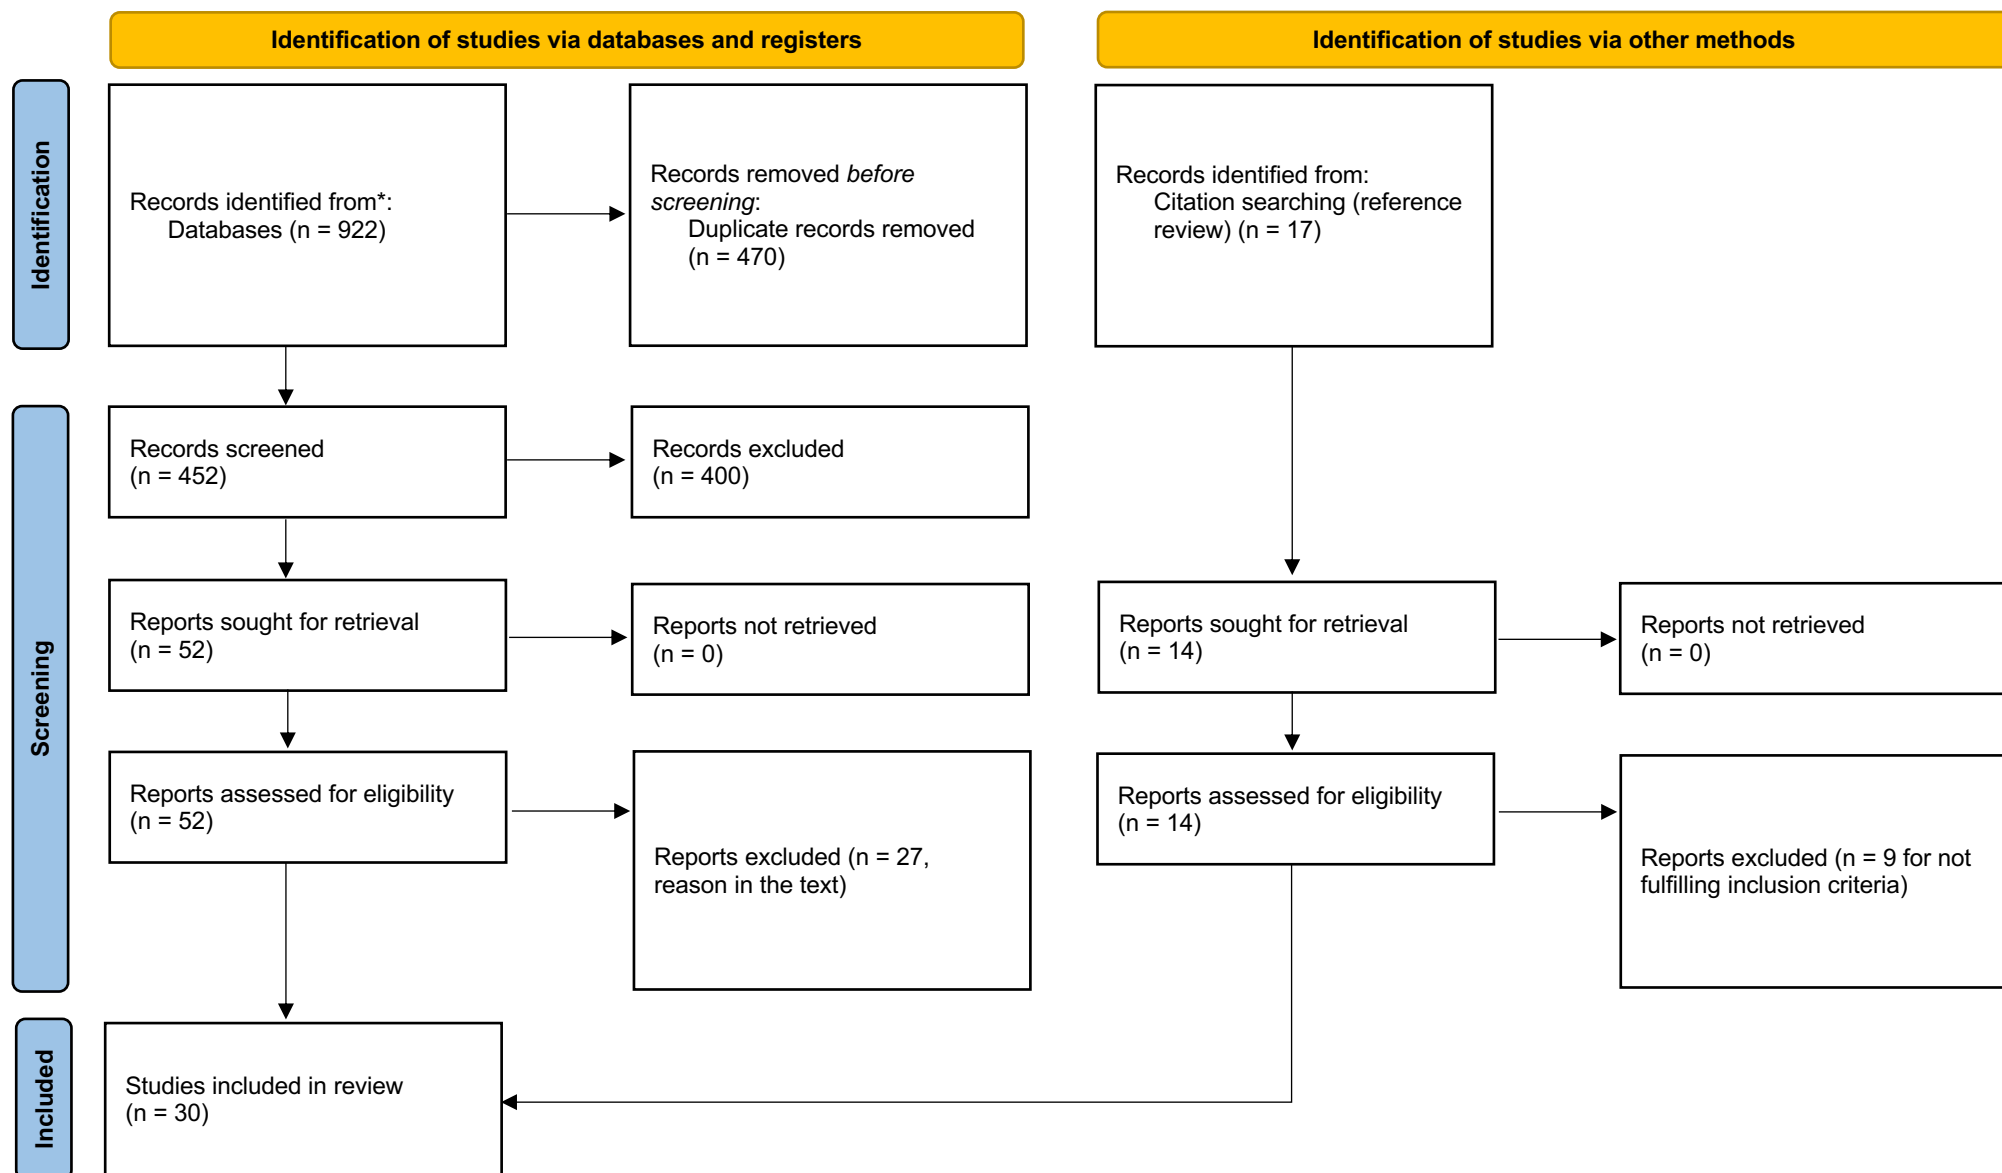 Identification of studies via databases and registers
Identification of studies via other methods
Identification
Records identified from*:
Databases (n = 922)
Records removed before
screening:
Duplicate records removed
(n = 470)
Records identified from:
Citation searching (reference
review) (n = 17)
Screening
Records screened
(n = 452)
Records excluded
(n = 400)
Reports sought for retrieval
(n = 52)
Reports not retrieved
(n = 0)
Reports sought for retrieval
(n = 14)
Reports not retrieved
(n = 0)
Reports assessed for eligibility
(n = 52)
Reports excluded (n = 27,
reason in the text)
Reports assessed for eligibility
(n = 14)
Reports excluded (n = 9 for not
fulfilling inclusion criteria)
Included
Studies included in review
(n = 30)